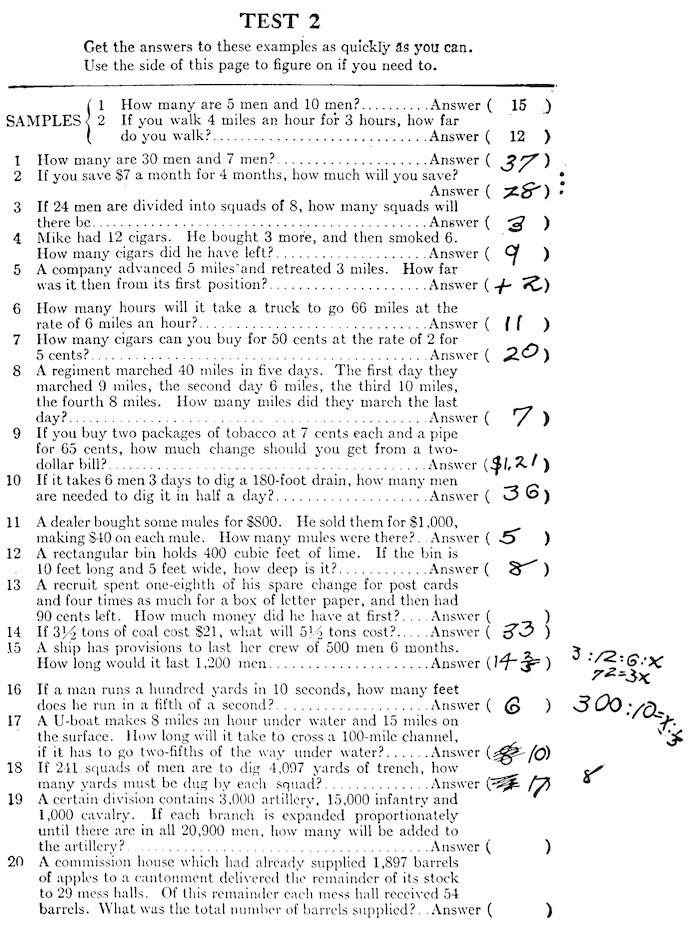 TEST 2
Get the answers to these examples as quickly as you can.
Use the side of this page to figure on if you need to.
SAMPLES
1 How many are 5 men and 10 men?..........Answer ( 15 )
2 If you walk 4 miles an hour for 3 hours, how far
do you walk?............................Answer ( 12 )
1 How many are 30 men and 7 men?....................Answer ( 37 )
2 If you save $7 a month for 4 months, how much will you save?
Answer ( 28 )
3 If 24 men are divided into squads of 8, how many squads will
there be............................................Answer ( 3 )
4 Mike had 12 cigars. He bought 3 more, and then smoked 6.
How many cigars did he have left?....................Answer ( 9 )
5 A company advanced 5 miles and retreated 3 miles. How far
was it then from its first position?.....................Answer ( + 2 )
6 How many hours will it take a truck to go 66 miles at the
rate of 6 miles an hour?..............................Answer ( 11 )
7 How many cigars can you buy for 50 cents at the rate of 2 for
5 cents?............................................Answer ( 20 )
8 A regiment marched 40 miles in five days. The first day they
marched 9 miles, the second day 6 miles, the third 10 miles,
the fourth 8 miles. How many miles did they march the last
day?...............................................Answer ( 7 )
9 If you buy two packages of tobacco at 7 cents each and a pipe
for 65 cents, how much change should you get from a two-
dollar bill?..........................................Answer ($1,21)
10 If it takes 6 men 3 days to dig a 180-foot drain, how many men
are needed to dig it in half a day?....................Answer ( 36 )
11 A dealer bought some mules for $800. He sold them for $1,000,
making $40 on each mule. How many mules were there?..Answer ( 5 )
12 A rectangular bin holds 400 cubic feet of lime. If the bin is
10 feet long and 5 feet wide, how deep is it?............Answer ( 8 )
13 A recruit spent one-eighth of his spare change for post cards
and four times as much for a box of letter paper, and then had
90 cents left. How much money did he have at first?....Answer ( )
14 If 3½ tons of coal cost $21, what will 5½ tons cost?.....Answer ( 33 )
15 A ship has provisions to last her crew of 500 men 6 months.
How long would it last 1,200 men.....................Answer (14 )
3:12=6:x
72=3x
16 If a man runs a hundred yards in 10 seconds, how many feet
does he run in a fifth of a second?....................Answer ( 6 )
300:10=
17 A U-boat makes 8 miles an hour under water and 15 miles on
the surface. How long will it take to cross a 100-mile channel,
if it has to go two-fifths of the way under water?.......Answer ( 10)
18 If 241 squads of men are to dig 4,097 yards of trench, how
many yards must be dug by each squad?...............Answer ( 17 )
8
19 A certain division contains 3,000 artillery, 15,000 infantry and
1,000 cavalry. If each branch is expanded proportionately
until there are in all 20,900 men, how many will be added to
the artillery?........................................Answer ( )
20 A commission house which had already supplied 1,897 barrels
of apples to a cantonment delivered the remainder of its stock
to 29 mess halls. Of this remainder each mess hall received 54
barrels. What was the total number of barrels supplied?..Answer ( )